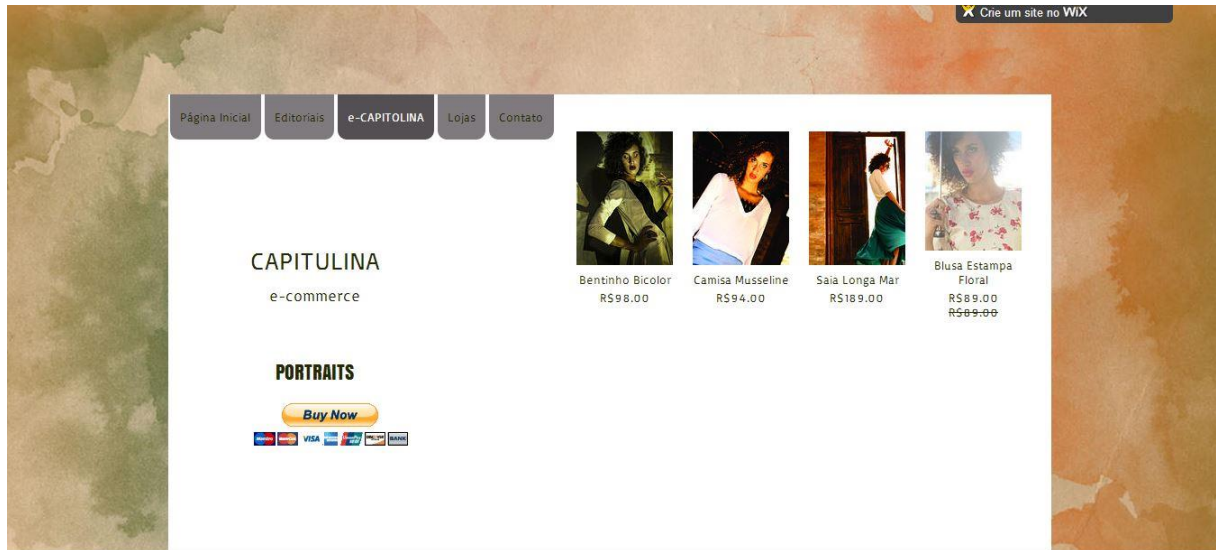 Crie um site no WiX
Página Inicial
Editoriais
e-CAPITOLINA
Lojas
Contato
CAPITULINA
e-commerce
PORTRAITS
Buy Now
VISA
BANK
Bentinho Bicolor
R$98.00
Camisa Musseline
R$94.00
Saia Longa Mar
R$189.00
Blusa Estampa
Floral
R$89.00
R$89.00